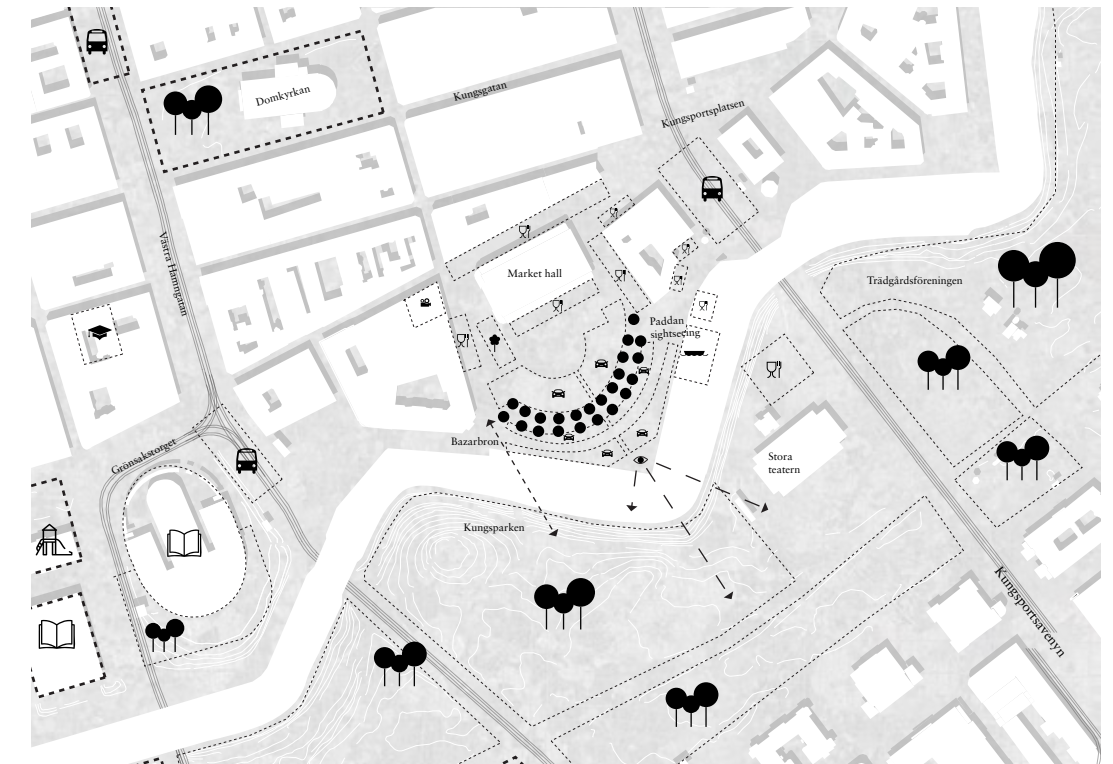 Domkyrkan
Kungsgatan
Kungsportsplatsen
Västra Hamngatan
Market hall
Trädgårdsföreningen
Paddan
sightseeing
Bazarbron
Grönsakstorget
Stora
teatern
Kungsparken
Kungsportsavenyn